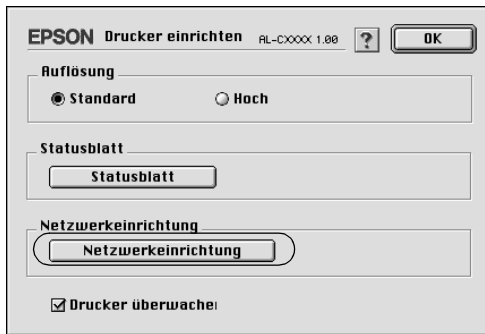 EPSON Drucker einrichten AL-CXXXX 1.00 ? OK
Auflösung
Standard Hoch
Statusblatt
Statusblatt
Netzwerkeinrichtung
Netzwerkeinrichtung
Drucker überwache